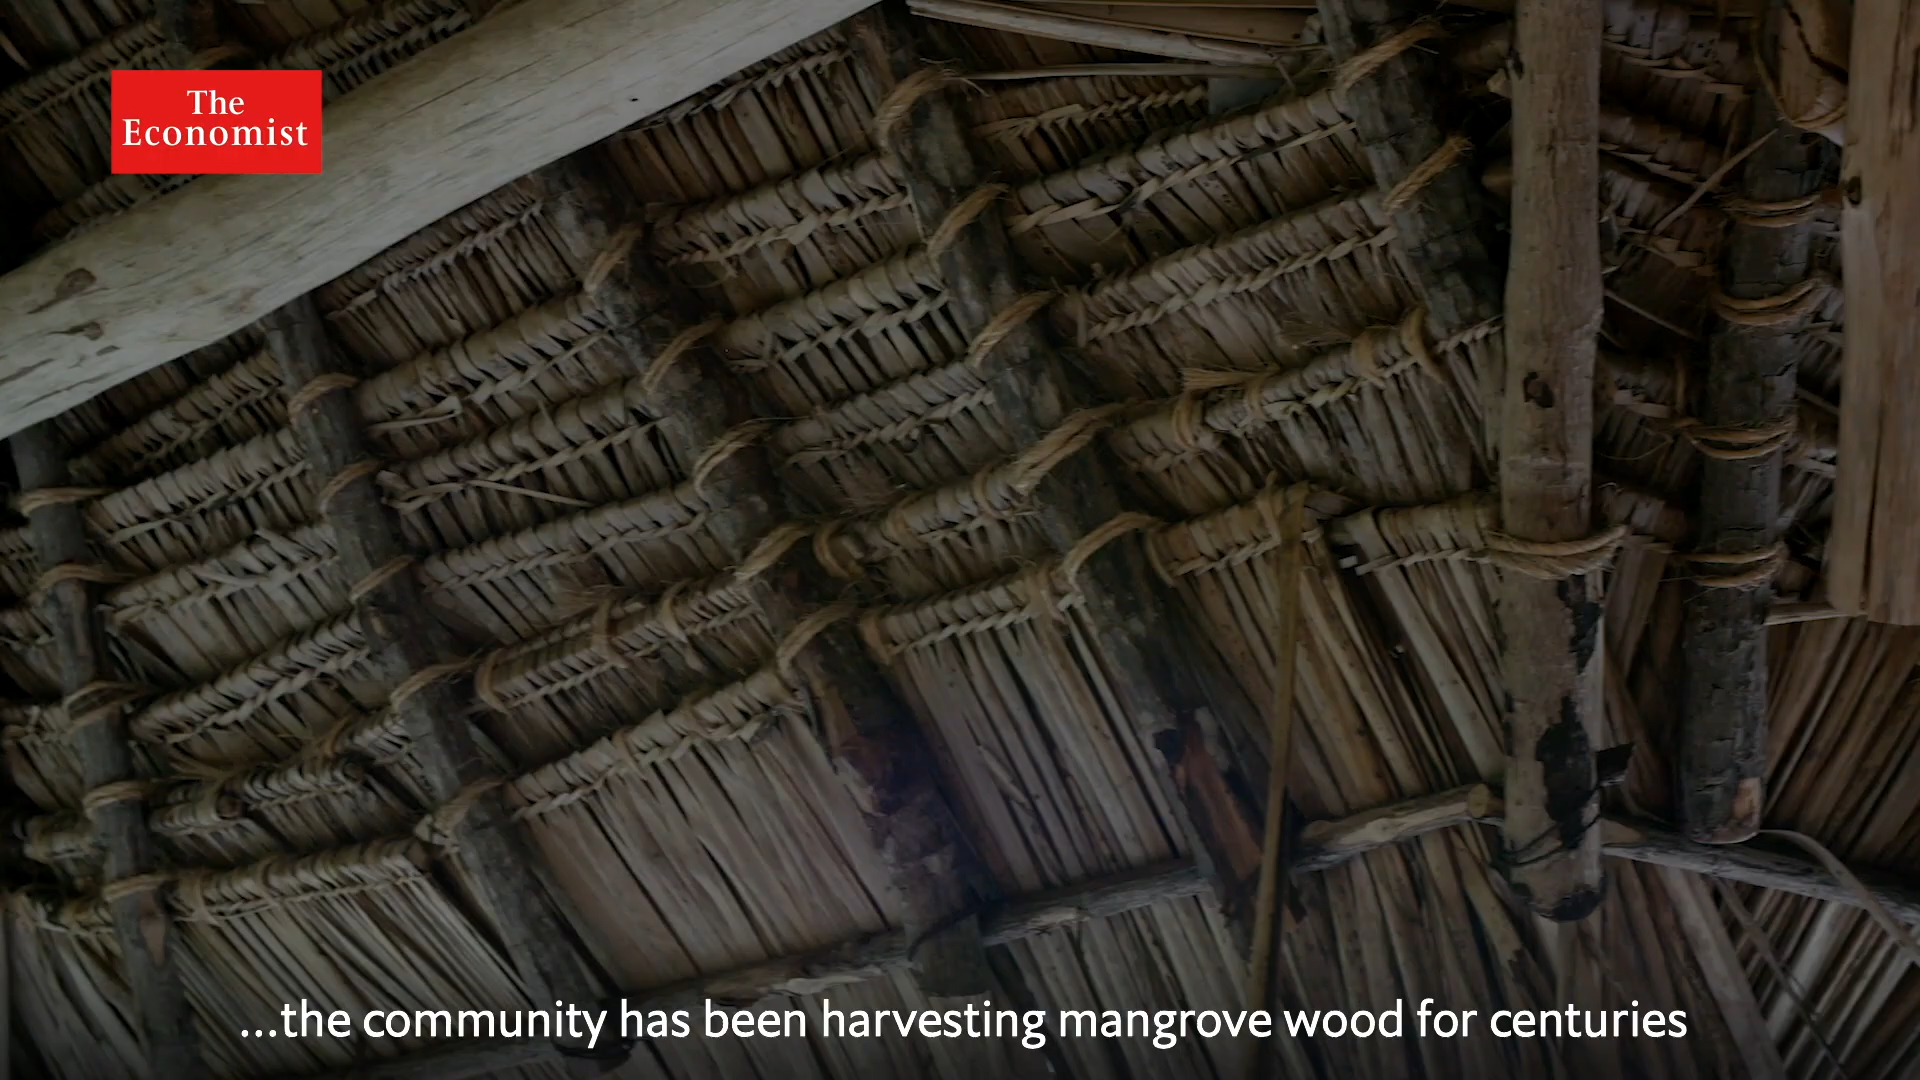 The
Economist
...the community has been harvesting mangrove wood for centuries